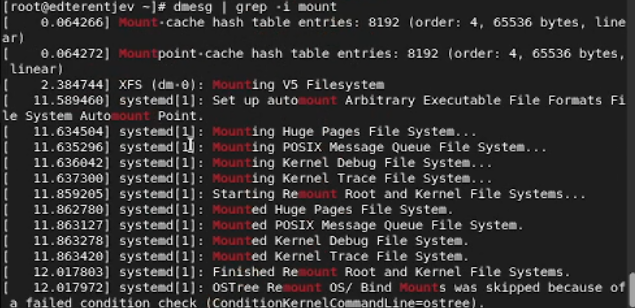 [root@edterentjev ~]# dmesg | grep -i mount
[    0.064266] Mount-cache hash table entries: 8192 (order: 4, 65536 bytes, line
ar)
[    0.064272] Mountpoint-cache hash table entries: 8192 (order: 4, 65536 bytes,
 linear)
[    2.384744] XFS (dm-0): Mounting V5 Filesystem
[   11.589460] systemd[1]: Set up automount Arbitrary Executable File Formats Fi
le System Automount Point.
[   11.634504] systemd[1]: Mounting Huge Pages File System...
[   11.635296] systemd[1]: Mounting POSIX Message Queue File System...
[   11.636042] systemd[1]: Mounting Kernel Debug File System...
[   11.637300] systemd[1]: Mounting Kernel Trace File System...
[   11.859205] systemd[1]: Starting Remount Root and Kernel File Systems...
[   11.862780] systemd[1]: Mounted Huge Pages File System.
[   11.863127] systemd[1]: Mounted POSIX Message Queue File System.
[   11.863278] systemd[1]: Mounted Kernel Debug File System.
[   11.863420] systemd[1]: Mounted Kernel Trace File System.
[   12.017803] systemd[1]: Finished Remount Root and Kernel File Systems.
[   12.017972] systemd[1]: OSTree Remount OS/ Bind Mounts was skipped because of
 a failed condition check (ConditionKernelCommandLine=ostree).